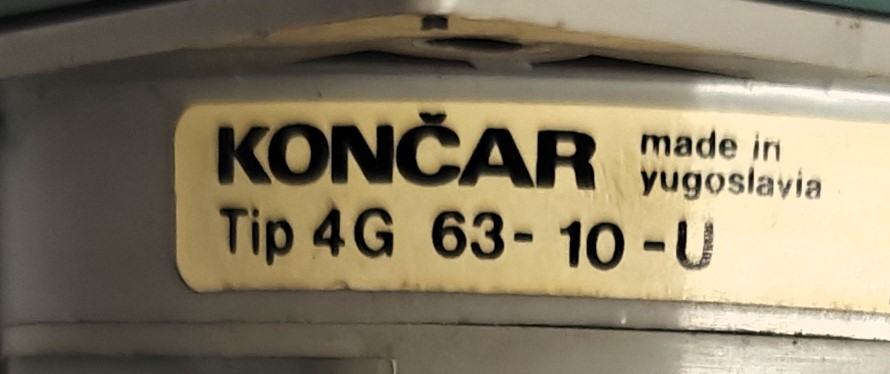 KONČAR made in
yugoslavia
Tip 4G 63-10-U